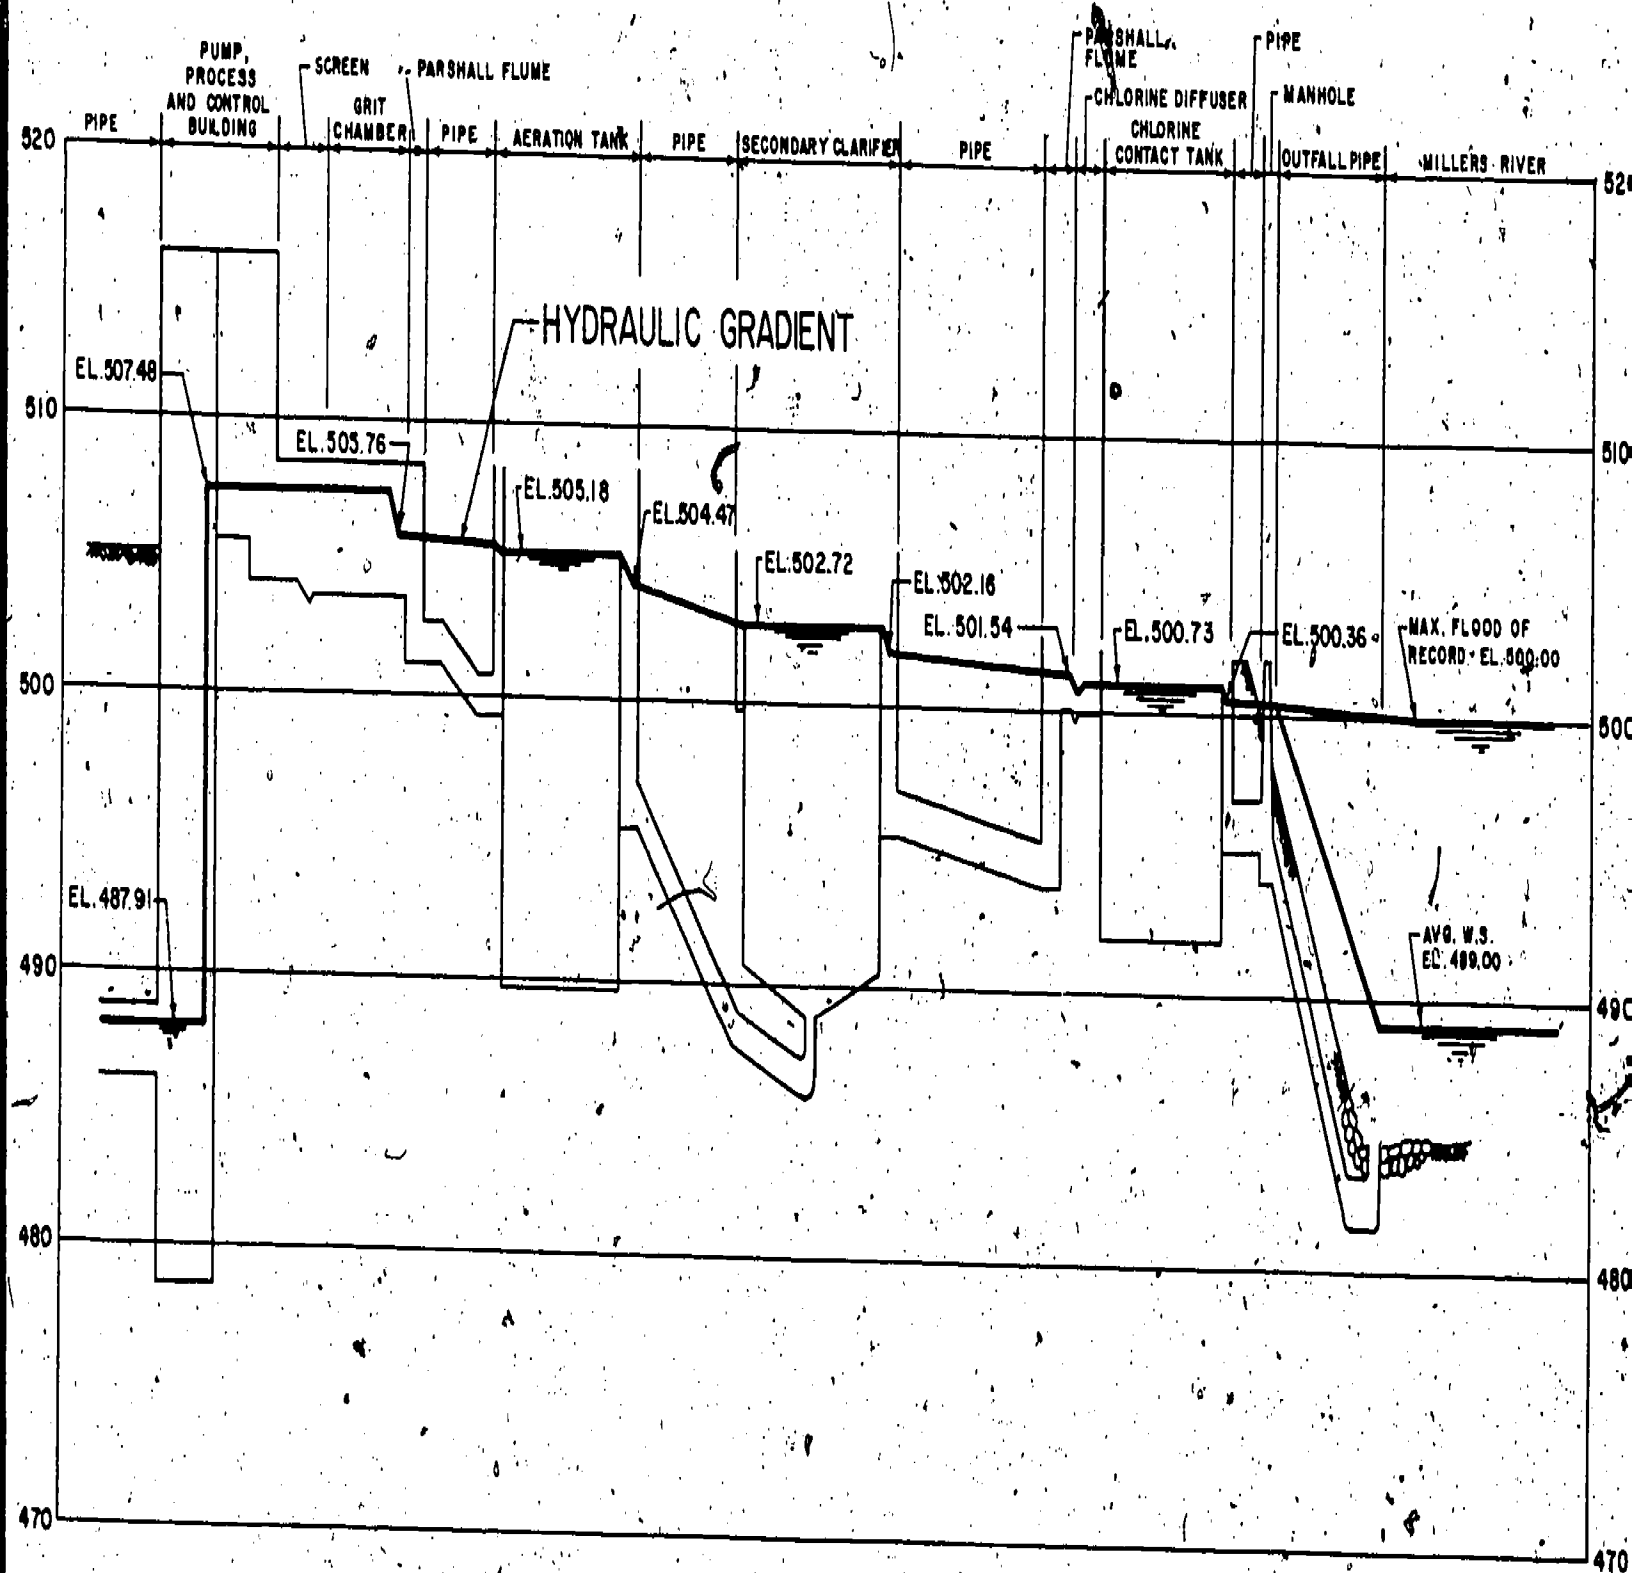 PUMP,
PROCESS
AND CONTROL
BUILDING
PIPE
SCREEN
PARSHALL FLUME
GRIT
CHAMBER
PIPE
AERATION TANK
PIPE
SECONDARY CLARIFIER
PIPE
PARSHALL
FLUME
CHLORINE DIFFUSER
CHLORINE
CONTACT TANK
PIPE
MANHOLE
OUTFALL PIPE
MILLERS RIVER
520
520
HYDRAULIC GRADIENT
EL.507.48
510
510
EL.505.76
EL.505.18
EL.504.47
EL.502.72
EL.502.16
EL.501.54
EL.500.73
EL.500.36
MAX. FLOOD OF
RECORD - EL.500.00
500
500
EL.487.91
AVG. W.S.
EL.489.00
490
490
480
480
470
470